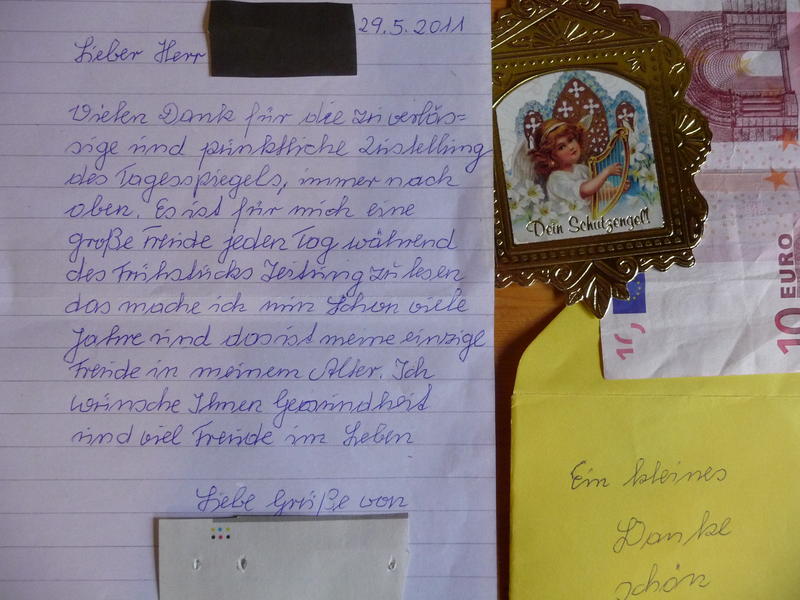 29.5.2011
Lieber Herr
Vielen Dank für die zuverläs=
sige und pünktliche Zustellung
des Tagesspiegels, immer nach
oben. Es ist für mich eine
große Freude jeden Tag während
des Frühstücks Zeitung zu lesen
das mache ich nun schon viele
Jahre und das ist meine einzige
Freude in meinem Alter. Ich
wünsche Ihnen Gesundheit
und viel Freude im Leben
Liebe Grüße von
Dein Schutzengel!
10 EURO
10
Ein kleines
Danke
schön